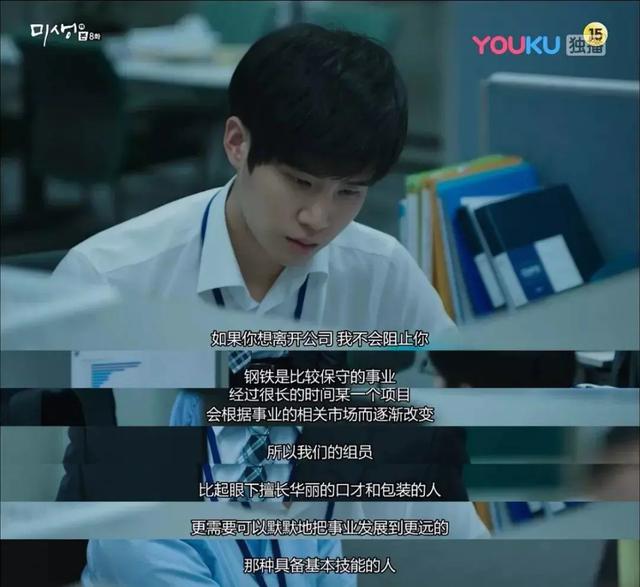 미생
8화
YOUKU 独播
15
如果你想离开公司 我不会阻止你
钢铁是比较保守的事业
经过很长的时间某一个项目
会根据事业的相关市场而逐渐改变
所以我们的组员
比起眼下擅长华丽的口才和包装的人
更需要可以默默地把事业发展到更远的
那种具备基本技能的人